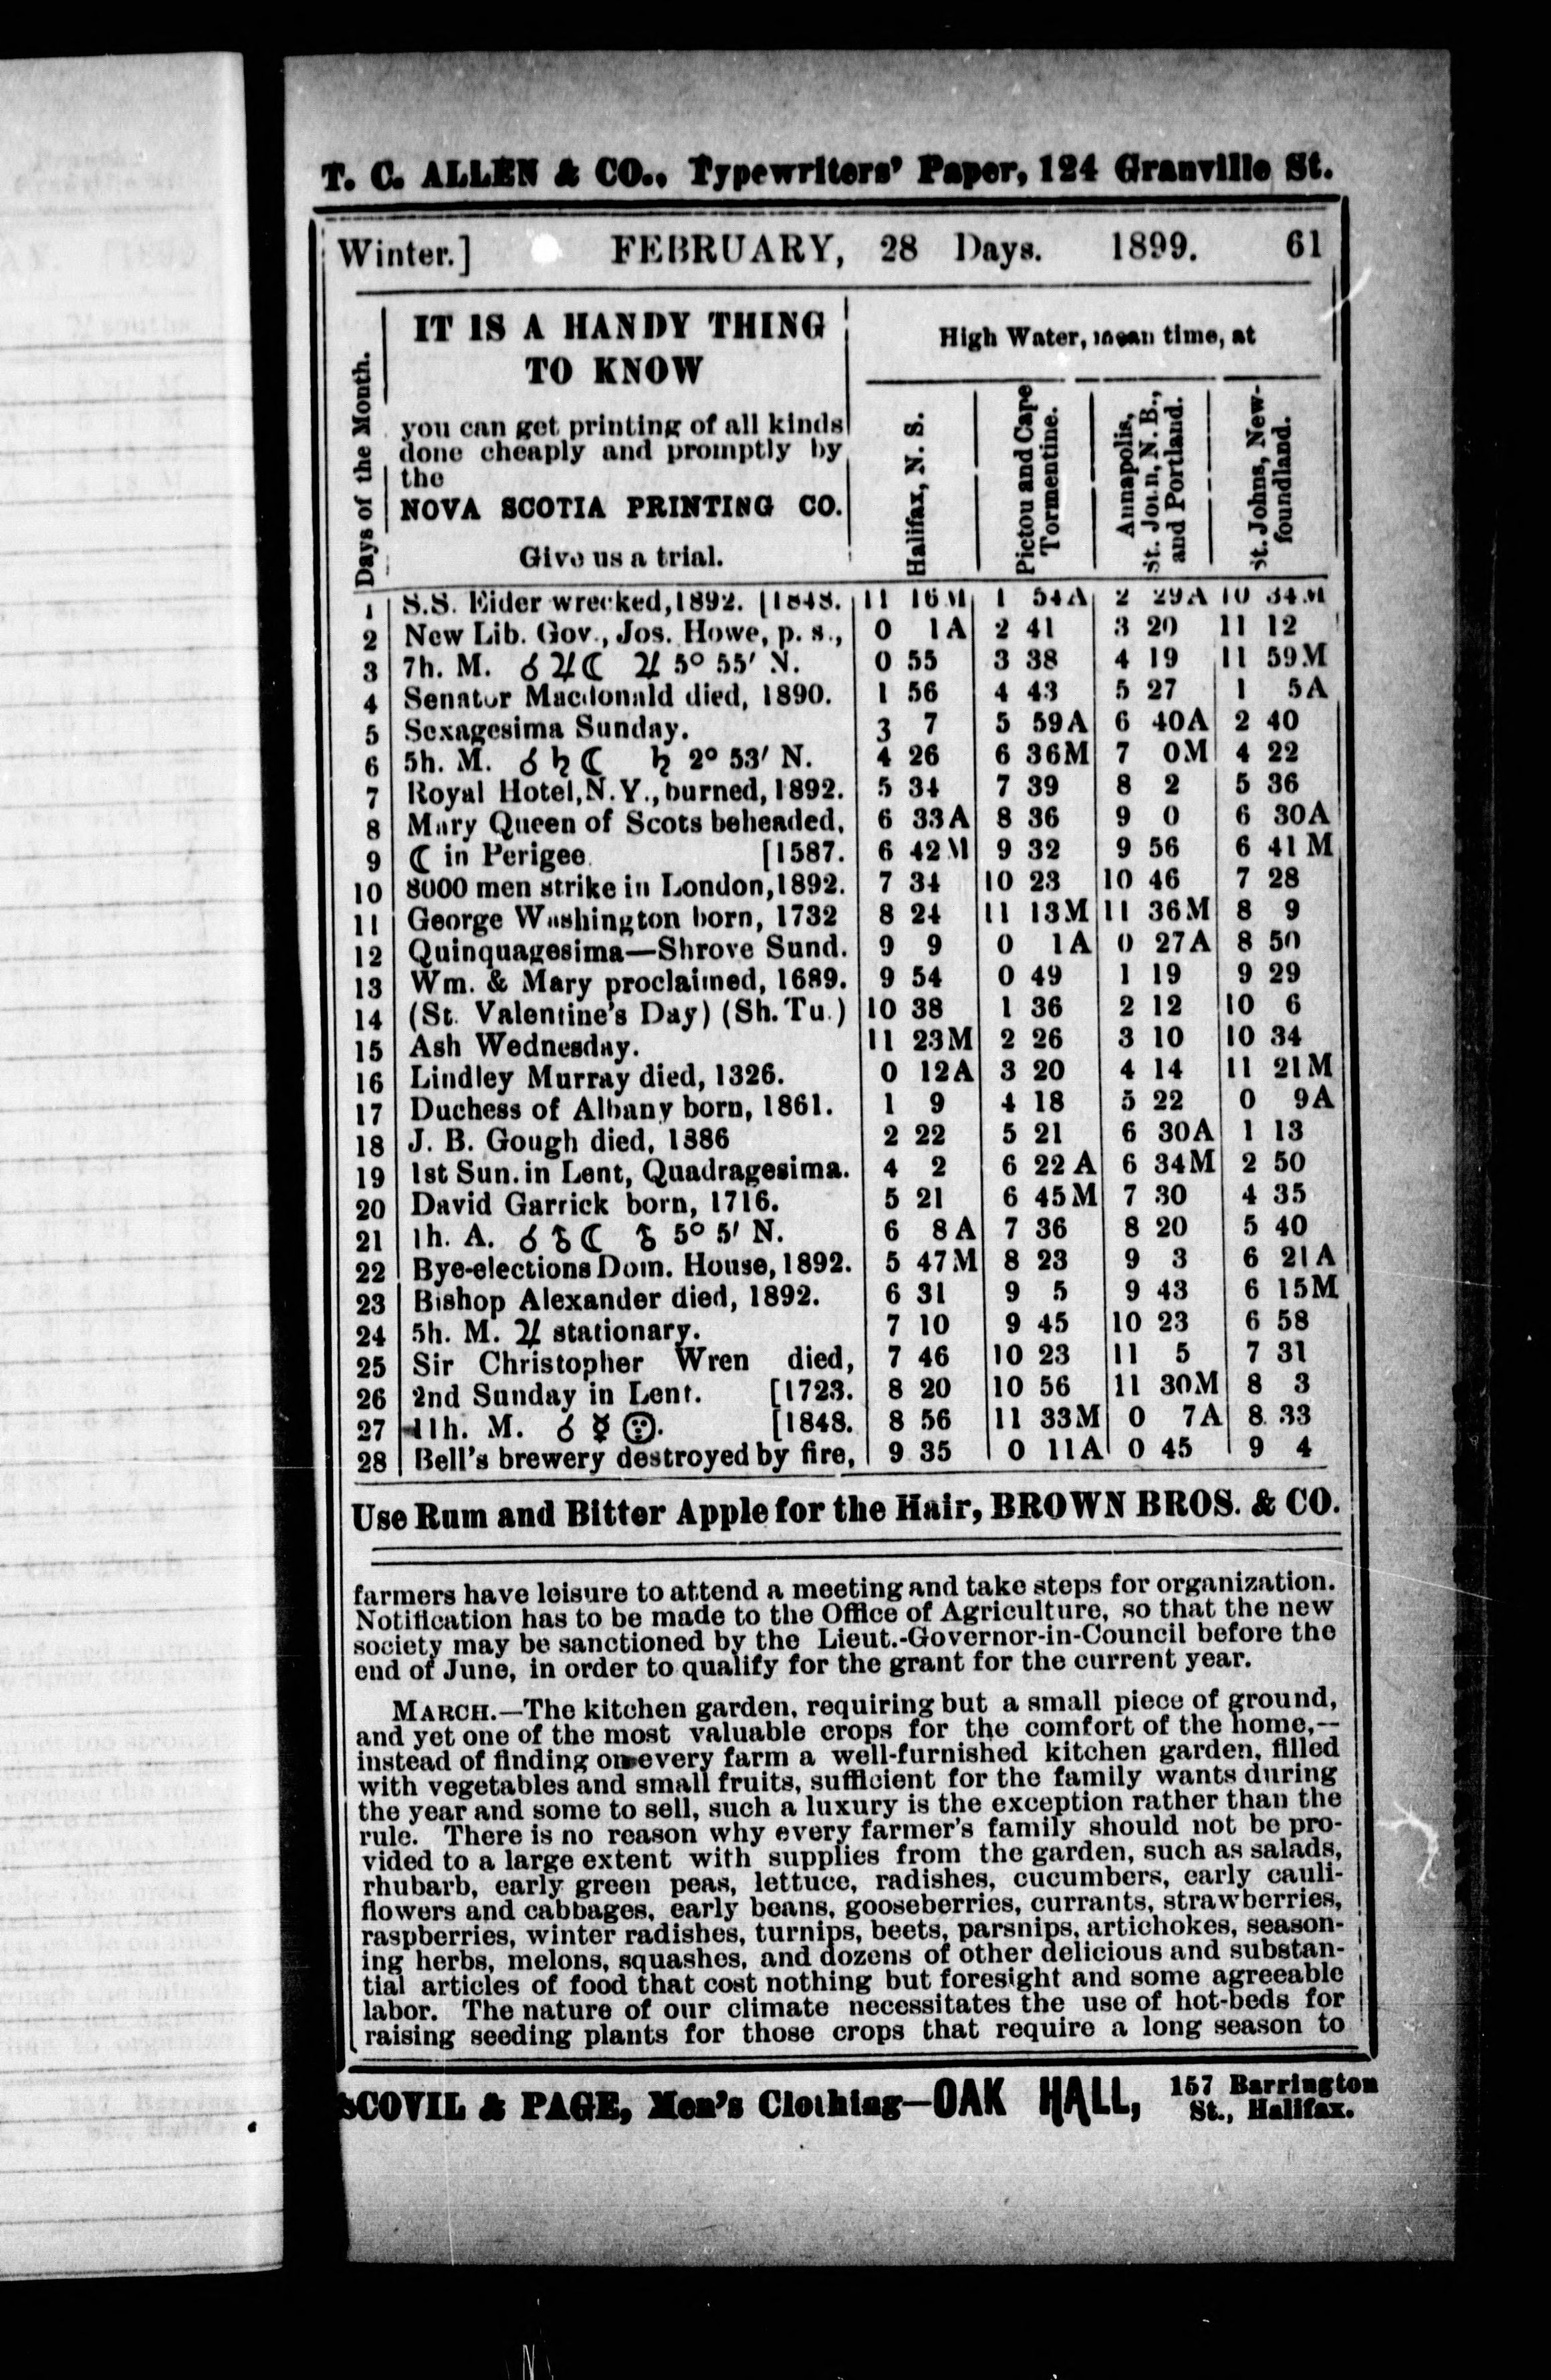 T. C. ALLEN & CO., Typewriters' Paper, 124 Granville St.
Winter.] FEBRUARY, 28 Days. 1899. 61
Days of the Month.
IT IS A HANDY THING
TO KNOW
you can get printing of all kinds
done cheaply and promptly by
the
NOVA SCOTIA PRINTING CO.
Give us a trial.
High Water, mean time, at
Halifax, N. S.
Pictou and Cape
Tormentine.
Annapolis,
St. John, N. B.,
and Portland.
St. Johns, New-
foundland.
1 S.S. Eider wrecked, 1892. [1848. 11 16M 1 54A 2 29A 10 34M
2 New Lib. Gov., Jos. Howe, p. s., 0 1A 2 41 3 20 11 12
3 7h. M. ☌♃☾ ♃ 5° 55′ N. 0 55 3 38 4 19 11 59M
4 Senator Macdonald died, 1890. 1 56 4 43 5 27 1 5A
5 Sexagesima Sunday. 3 7 5 59A 6 40A 2 40
6 5h. M. ☌♄☾ ♄ 2° 53′ N. 4 26 6 36M 7 0M 4 22
7 Royal Hotel, N.Y., burned, 1892. 5 34 7 39 8 2 5 36
8 Mary Queen of Scots beheaded, 6 33A 8 36 9 0 6 30A
9 ☾ in Perigee [1587. 6 42M 9 32 9 56 6 41M
10 8000 men strike in London, 1892. 7 34 10 23 10 46 7 28
11 George Washington born, 1732 8 24 11 13M 11 36M 8 9
12 Quinquagesima—Shrove Sund. 9 9 0 1A 0 27A 8 50
13 Wm. & Mary proclaimed, 1689. 9 54 0 49 1 19 9 29
14 (St. Valentine's Day) (Sh. Tu.) 10 38 1 36 2 12 10 6
15 Ash Wednesday. 11 23M 2 26 3 10 10 34
16 Lindley Murray died, 1326. 0 12A 3 20 4 14 11 21M
17 Duchess of Albany born, 1861. 1 9 4 18 5 22 0 9A
18 J. B. Gough died, 1886 2 22 5 21 6 30A 1 13
19 1st Sun. in Lent, Quadragesima. 4 2 6 22A 6 34M 2 50
20 David Garrick born, 1716. 5 21 6 45M 7 30 4 35
21 1h. A. ☌♁☾ ♁ 5° 5′ N. 6 8A 7 36 8 20 5 40
22 Bye-elections Dom. House, 1892. 5 47M 8 23 9 3 6 21A
23 Bishop Alexander died, 1892. 6 31 9 5 9 43 6 15M
24 5h. M. ♃ stationary. 7 10 9 45 10 23 6 58
25 Sir Christopher Wren died, 7 46 10 23 11 5 7 31
26 2nd Sunday in Lent. [1723. 8 20 10 56 11 30M 8 3
27 11h. M. ☌☿☉. [1848. 8 56 11 33M 0 7A 8 33
28 Bell's brewery destroyed by fire, 9 35 0 11A 0 45 9 4
Use Rum and Bitter Apple for the Hair, BROWN BROS. & CO.
farmers have leisure to attend a meeting and take steps for organization.
Notification has to be made to the Office of Agriculture, so that the new
society may be sanctioned by the Lieut.-Governor-in-Council before the
end of June, in order to qualify for the grant for the current year.
MARCH.—The kitchen garden, requiring but a small piece of ground,
and yet one of the most valuable crops for the comfort of the home,—
instead of finding on every farm a well-furnished kitchen garden, filled
with vegetables and small fruits, sufficient for the family wants during
the year and some to sell, such a luxury is the exception rather than the
rule. There is no reason why every farmer's family should not be pro-
vided to a large extent with supplies from the garden, such as salads,
rhubarb, early green peas, lettuce, radishes, cucumbers, early cauli-
flowers and cabbages, early beans, gooseberries, currants, strawberries,
raspberries, winter radishes, turnips, beets, parsnips, artichokes, season-
ing herbs, melons, squashes, and dozens of other delicious and substan-
tial articles of food that cost nothing but foresight and some agreeable
labor. The nature of our climate necessitates the use of hot-beds for
raising seeding plants for those crops that require a long season to
SCOVIL & PAGE, Men's Clothing—OAK HALL, 157 Barrington
St., Halifax.